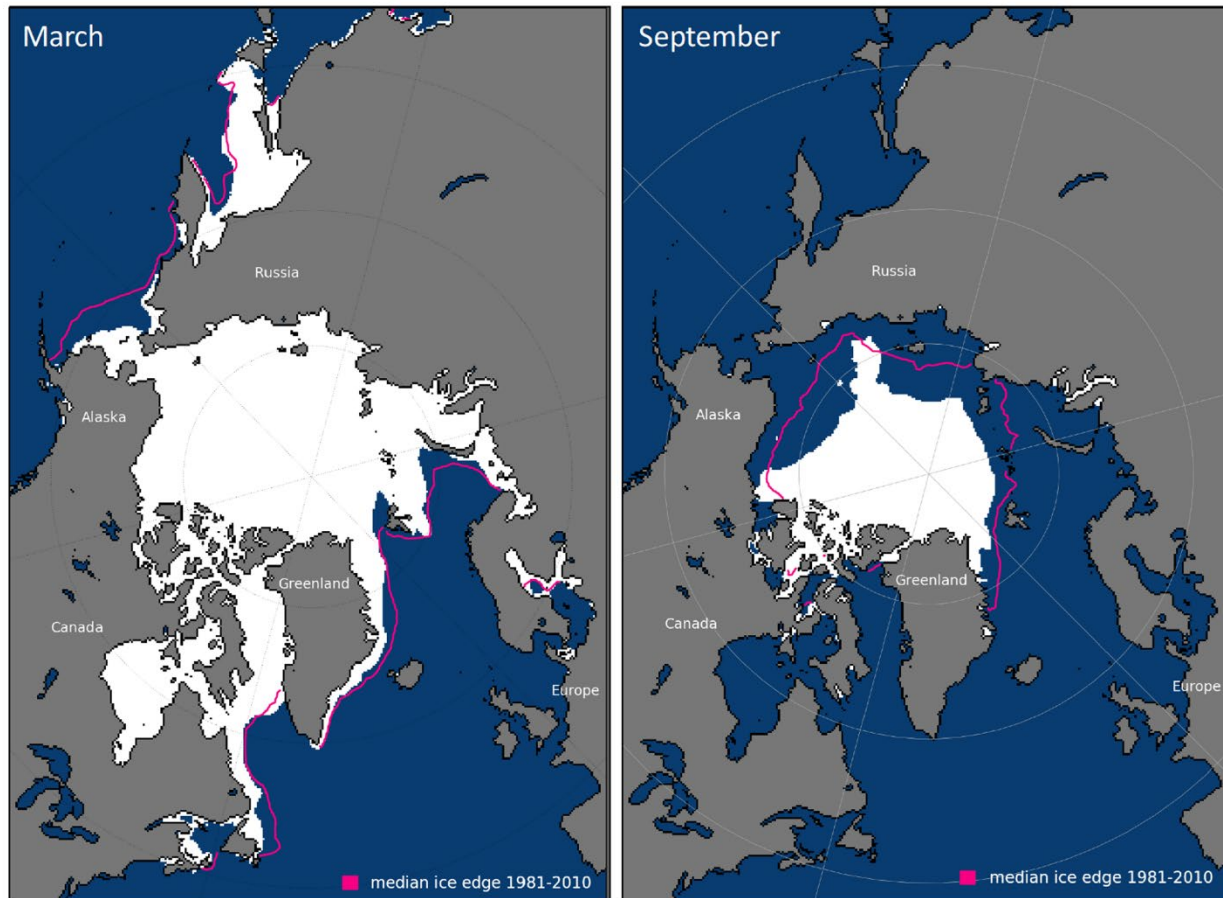 March
Russia
Alaska
Greenland
Canada
Europe
median ice edge 1981-2010
September
Russia
Alaska
Greenland
Canada
Europe
median ice edge 1981-2010